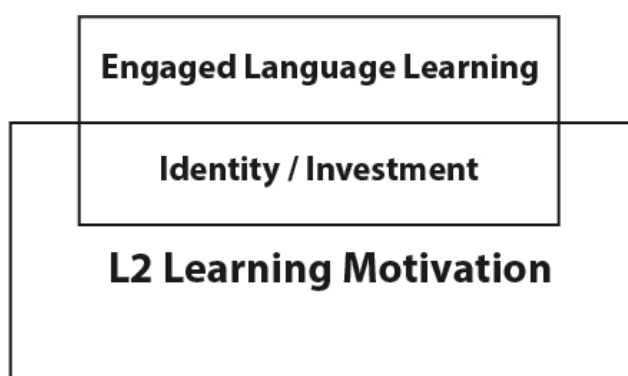 Engaged Language Learning
Identity / Investment
L2 Learning Motivation